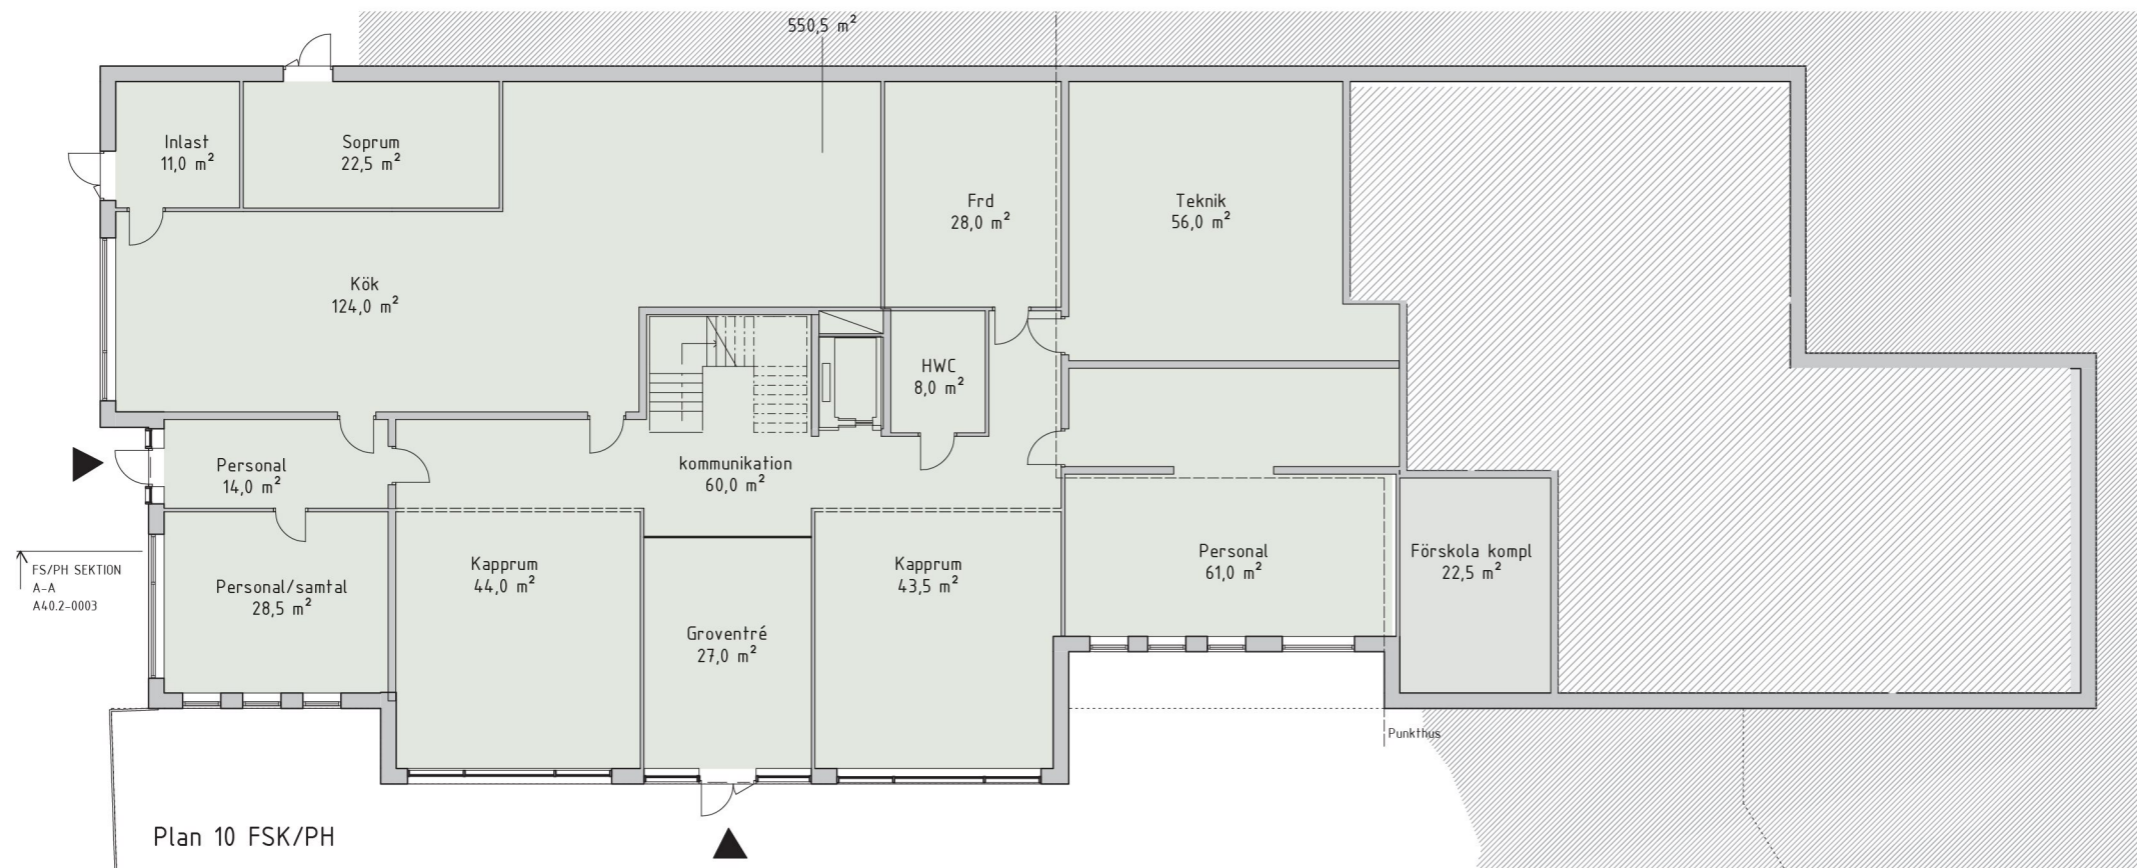 550,5 m²
Inlast
11,0 m²
Soprum
22,5 m²
Frd
28,0 m²
Teknik
56,0 m²
Kök
124,0 m²
HWC
8,0 m²
Personal
14,0 m²
kommunikation
60,0 m²
Personal/samtal
28,5 m²
Kapprum
44,0 m²
Groventré
27,0 m²
Kapprum
43,5 m²
Personal
61,0 m²
Förskola kompl
22,5 m²
FS/PH SEKTION
A-A
A40.2-0003
Punkthus
Plan 10 FSK/PH